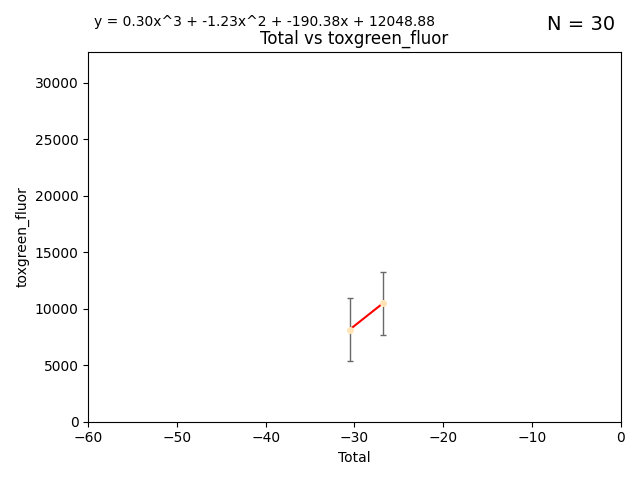 y = 0.30x^3 + -1.23x^2 + -190.38x + 12048.88
N = 30
Total vs toxgreen_fluor
30000
25000
20000
15000
10000
5000
0
toxgreen_fluor
−60
−50
−40
−30
−20
−10
0
Total